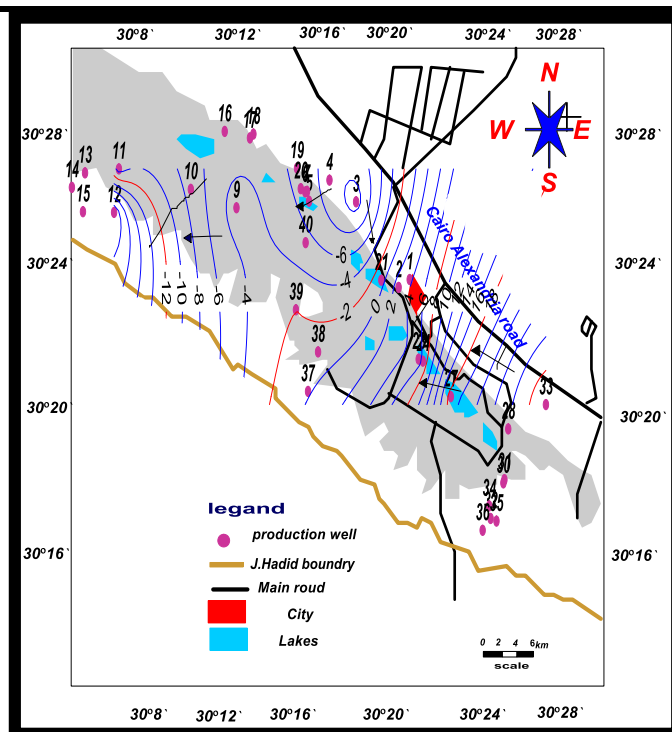 30°8` 30°12` 30°16` 30°20` 30°24` 30°28`
N
W E
S
30°28` 30°28`
16 17 18
13 11 19 4
14 10 20 3
15 12 9
40
Cairo Alexandria road
30°24` 30°24`
-12 -10 -8 -6 -4 -6 -4 -2 0 2
21 2 1
39
38
37
27
33
28
30°20` 30°20`
30
34 35
36
30°16` 30°16`
legand
production well
J.Hadid boundry
Main roud
City
Lakes
0 2 4 6km
scale
30°8` 30°12` 30°16` 30°20` 30°24` 30°28`